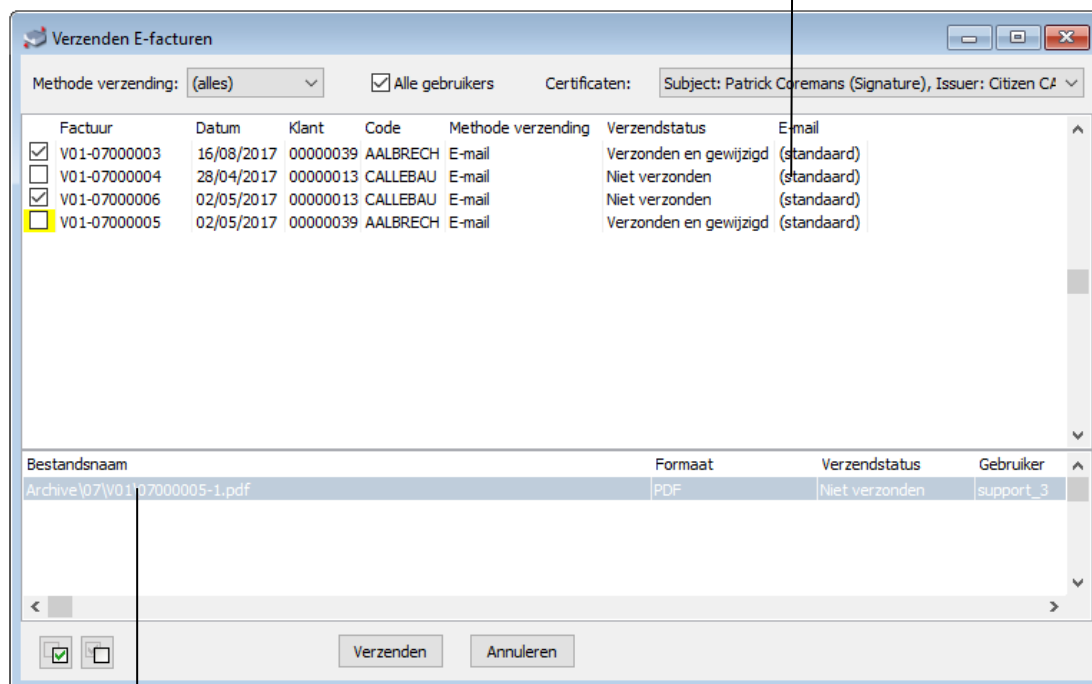 Verzenden E-facturen
Methode verzending: (alles) Alle gebruikers Certificaten: Subject: Patrick Coremans (Signature), Issuer: Citizen CA
Factuur Datum Klant Code Methode verzending Verzendstatus E-mail
V01-07000003 16/08/2017 00000039 AALBRECH E-mail Verzonden en gewijzigd (standaard)
V01-07000004 28/04/2017 00000013 CALLEBAU E-mail Niet verzonden (standaard)
V01-07000006 02/05/2017 00000013 CALLEBAU E-mail Niet verzonden (standaard)
V01-07000005 02/05/2017 00000039 AALBRECH E-mail Verzonden en gewijzigd (standaard)
Bestandsnaam Formaat Verzendstatus Gebruiker
Archive\07\V01\07000005-1.pdf PDF Niet verzonden support_3
Verzenden Annuleren